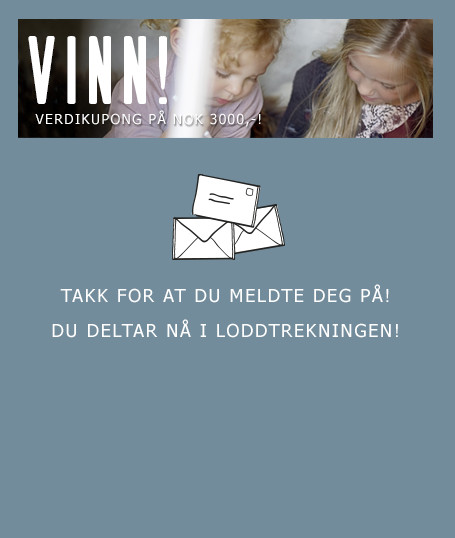 VINN!
VERDIKUPONG PÅ NOK 3000,-!
TAKK FOR AT DU MELDTE DEG PÅ!
DU DELTAR NÅ I LODDTREKNINGEN!